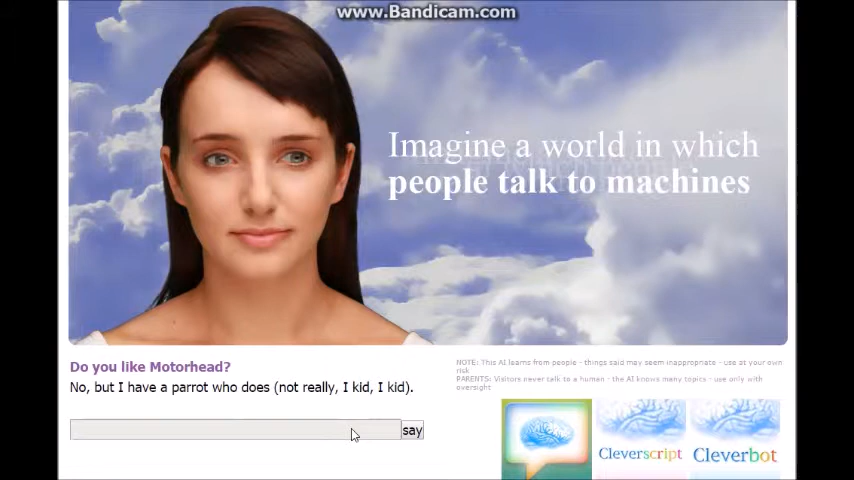 www.Bandicam.com
Imagine a world in which
people talk to machines
Do you like Motorhead?
No, but I have a parrot who does (not really, I kid, I kid).
say
NOTE: This AI learns from people - things said may seem inappropriate - use at your own
risk
PARENTS: Visitors never talk to a human - the AI knows many topics - use only with
oversight
Cleverscript
Cleverbot